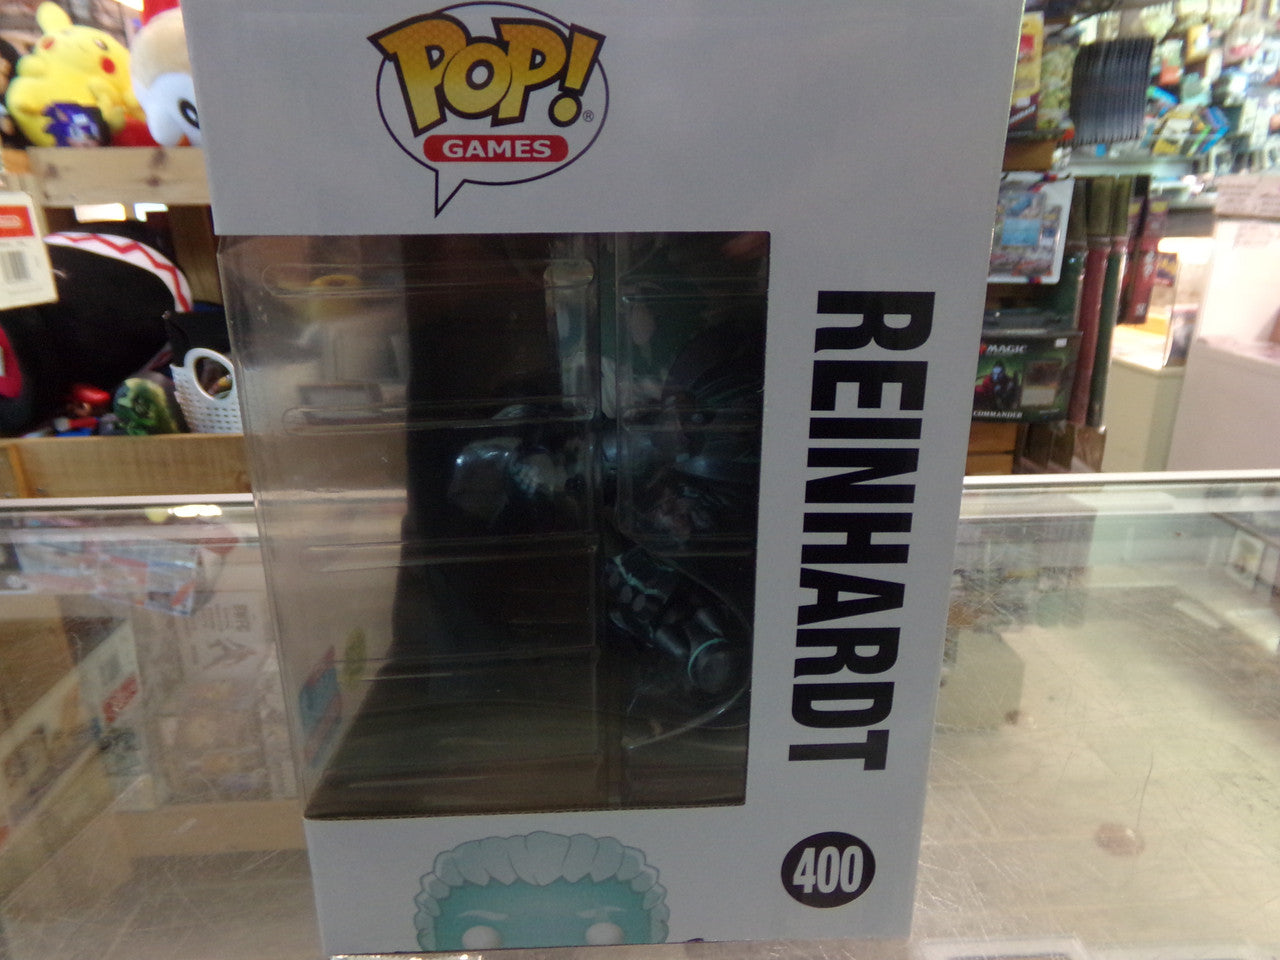 POP!®
GAMES
REINHARDT
400
MAGIC
COMMANDER